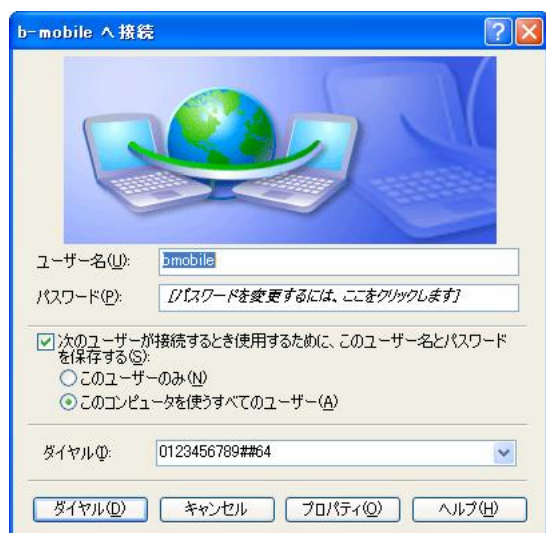 b-mobile へ接続
ユーザー名(U):
bmobile
パスワード(P):
[パスワードを変更するには、ここをクリックします]
次のユーザーが接続するとき使用するために、このユーザー名とパスワード
を保存する(S):
このユーザーのみ(N)
このコンピュータを使うすべてのユーザー(A)
ダイヤル(I):
0123456789##64
ダイヤル(D)
キャンセル
プロパティ(O)
ヘルプ(H)